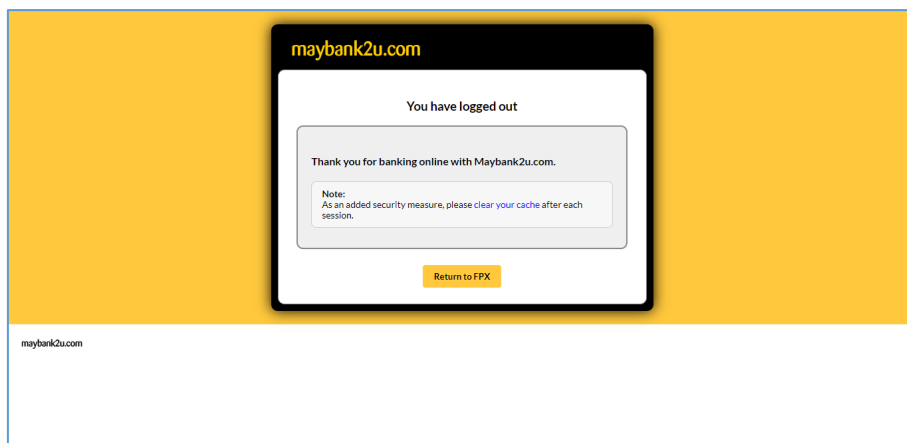 maybank2u.com
You have logged out
Thank you for banking online with Maybank2u.com.
Note:
As an added security measure, please clear your cache after each
session.
Return to FPX
maybank2u.com